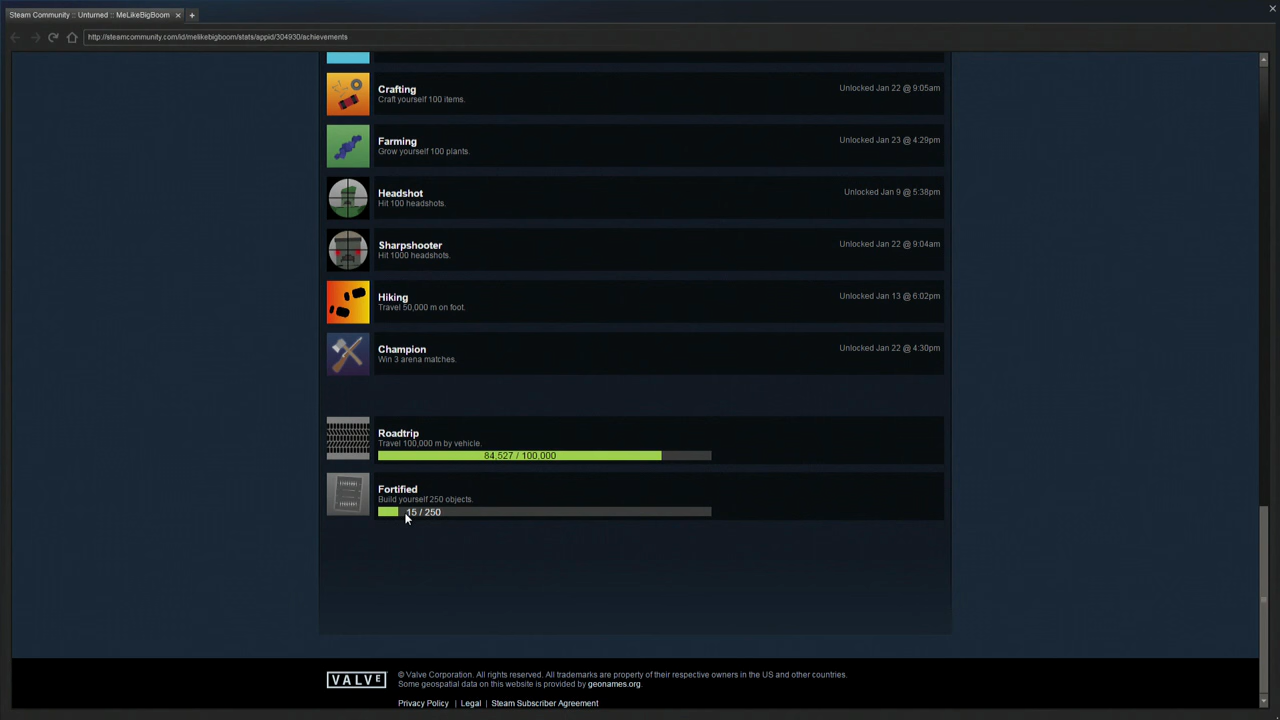 Steam Community :: Unturned :: MeLikeBigBoom
http://steamcommunity.com/id/melikebigboom/stats/appid/304930/achievements
Crafting
Unlocked Jan 22 @ 9:05am
Craft yourself 100 items.
Farming
Unlocked Jan 23 @ 4:29pm
Grow yourself 100 plants.
Headshot
Unlocked Jan 9 @ 5:38pm
Hit 100 headshots.
Sharpshooter
Unlocked Jan 22 @ 9:04am
Hit 1000 headshots.
Hiking
Unlocked Jan 13 @ 6:02pm
Travel 50,000 m on foot.
Champion
Unlocked Jan 22 @ 4:30pm
Win 3 arena matches.
Roadtrip
Travel 100,000 m by vehicle.
84,527 / 100,000
Fortified
Build yourself 250 objects.
15 / 250
VALVE
© Valve Corporation. All rights reserved. All trademarks are property of their respective owners in the US and other countries.
Some geospatial data on this website is provided by geonames.org.
Privacy Policy | Legal | Steam Subscriber Agreement